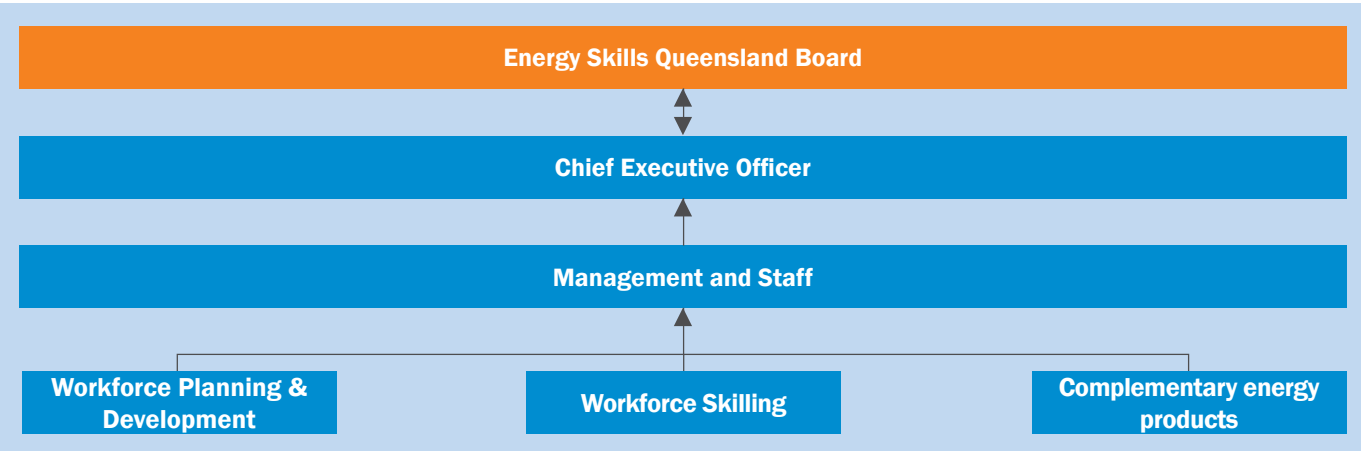 Energy Skills Queensland Board
Chief Executive Officer
Management and Staff
Workforce Planning &
Development
Workforce Skilling
Complementary energy
products